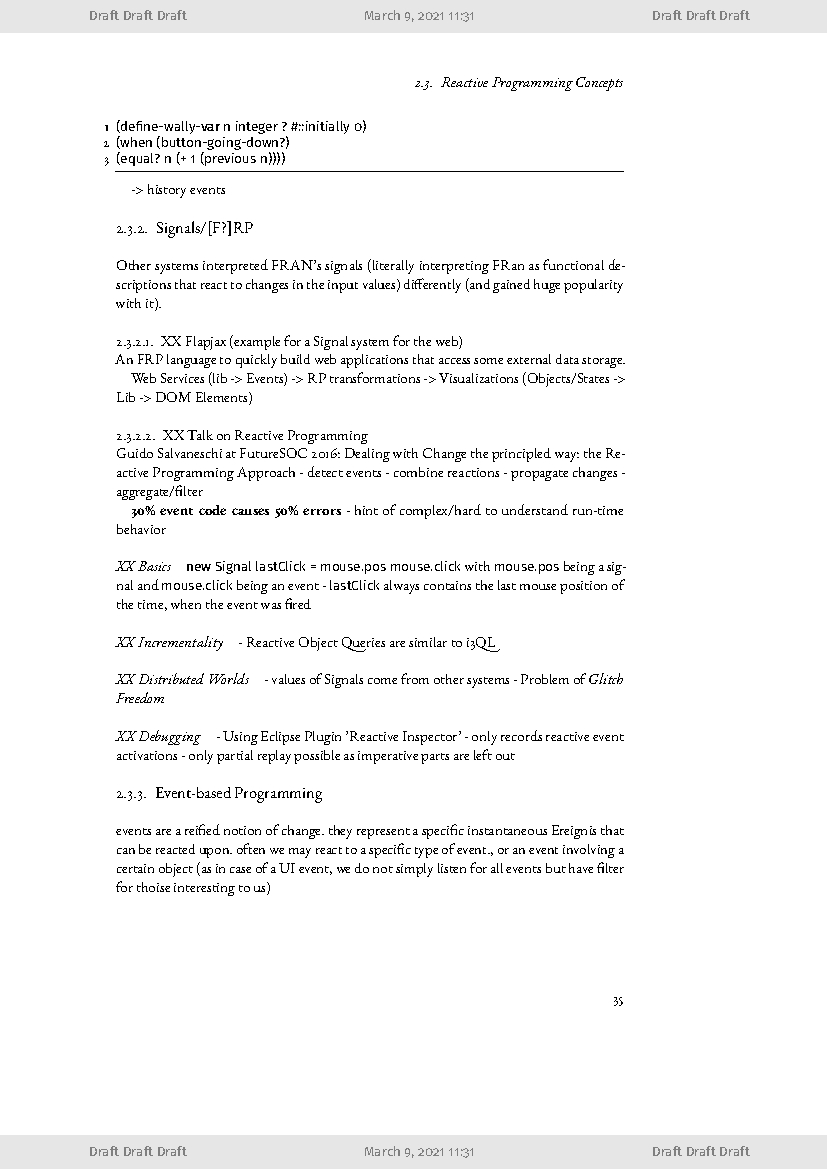 Draft Draft Draft March 9, 2021 11:31 Draft Draft Draft
2.3. Reactive Programming Concepts
1 (define-wally-var n integer ? #::initially 0)
2 (when (button-going-down?)
3 (equal? n (+ 1 (previous n))))
-> history events
2.3.2. Signals/[F?]RP
Other systems interpreted FRAN's signals (literally interpreting FRan as functional de-
scriptions that react to changes in the input values) differently (and gained huge popularity
with it).
2.3.2.1. XX Flapjax (example for a Signal system for the web)
An FRP language to quickly build web applications that access some external data storage.
Web Services (lib -> Events) -> RP transformations -> Visualizations (Objects/States ->
Lib -> DOM Elements)
2.3.2.2. XX Talk on Reactive Programming
Guido Salvaneschi at FutureSOC 2016: Dealing with Change the principled way: the Re-
active Programming Approach - detect events - combine reactions - propagate changes -
aggregate/filter
30% event code causes 50% errors - hint of complex/hard to understand run-time
behavior
XX Basics new Signal lastClick = mouse.pos mouse.click with mouse.pos being a sig-
nal and mouse.click being an event - lastClick always contains the last mouse position of
the time, when the event was fired
XX Incrementality - Reactive Object Queries are similar to i3QL
XX Distributed Worlds - values of Signals come from other systems - Problem of Glitch
Freedom
XX Debugging - Using Eclipse Plugin 'Reactive Inspector' - only records reactive event
activations - only partial replay possible as imperative parts are left out
2.3.3. Event-based Programming
events are a reified notion of change. they represent a specific instantaneous Ereignis that
can be reacted upon. often we may react to a specific type of event., or an event involving a
certain object (as in case of a UI event, we do not simply listen for all events but have filter
for thoise interesting to us)
35
Draft Draft Draft March 9, 2021 11:31 Draft Draft Draft